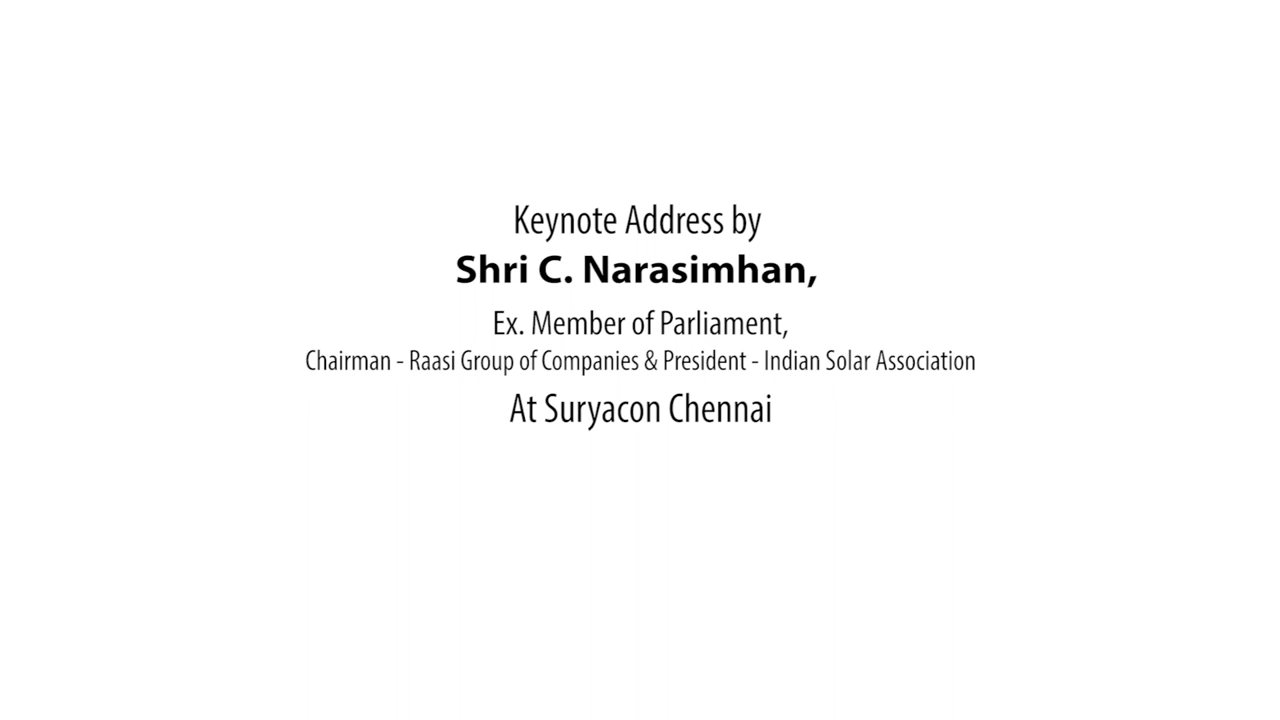 Keynote Address by
Shri C. Narasimhan,
Ex. Member of Parliament,
Chairman - Raasi Group of Companies & President - Indian Solar Association
At Suryacon Chennai